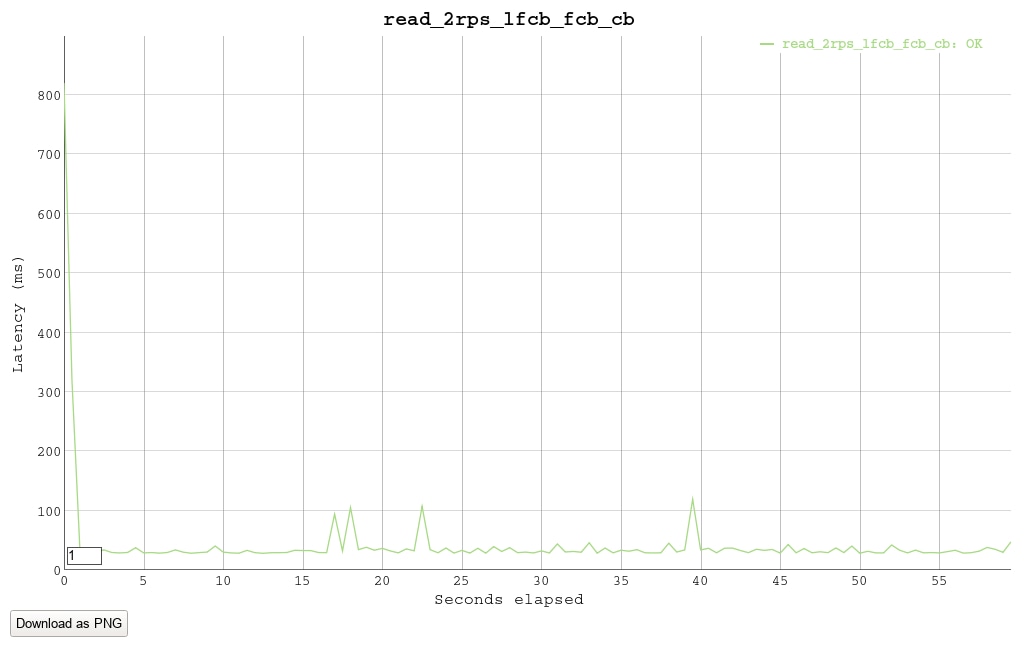 read_2rps_lfcb_fcb_cb
read_2rps_lfcb_fcb_cb: OK
800
700
600
500
400
300
200
100
0
Latency (ms)
1
0 5 10 15 20 25 30 35 40 45 50 55
Seconds elapsed
Download as PNG